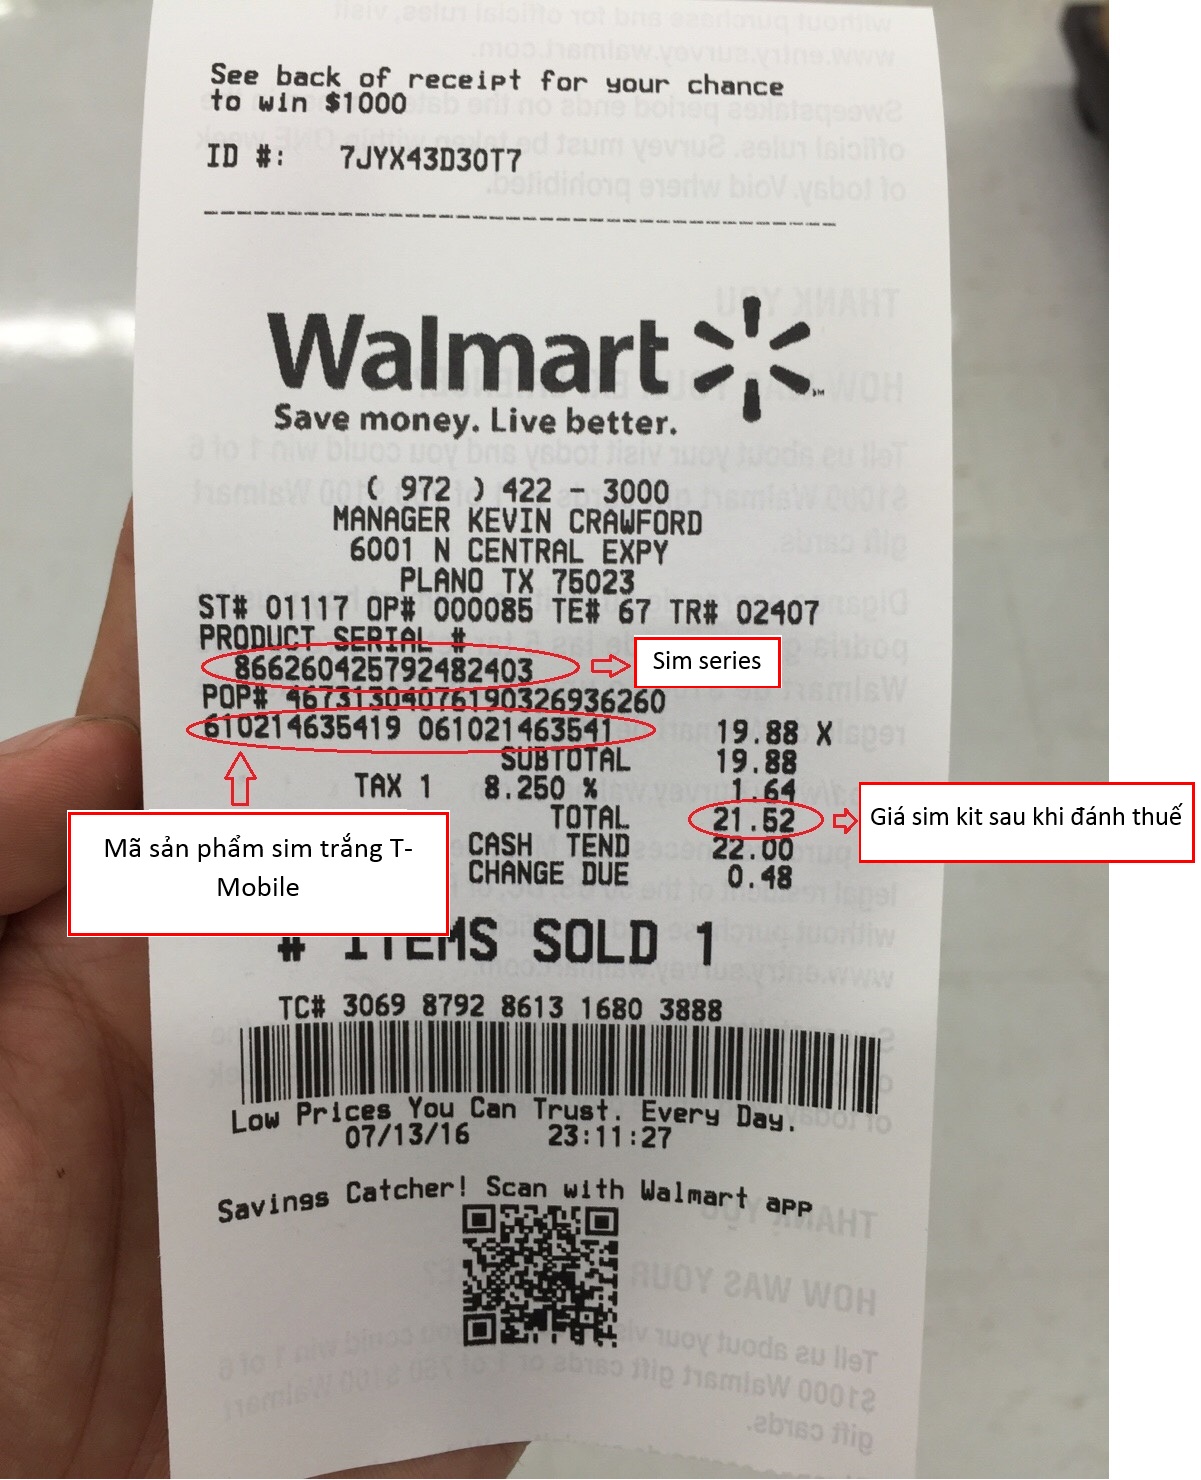 See back of receipt for your chance
to win $1000
ID #: 7JYX43D30T7
Walmart
Save money. Live better.
( 972 ) 422 - 3000
MANAGER KEVIN CRAWFORD
6001 N CENTRAL EXPY
PLANO TX 75023
ST# 01117 OP# 000085 TE# 67 TR# 02407
PRODUCT SERIAL #
866260425792482403
Sim series
POP# 4673130407619032693​6260
610214635419 061021463541 19.88 X
SUBTOTAL 19.88
TAX 1 8.250 % 1.64
TOTAL 21.52
Giá sim kit sau khi đánh thuế
Mã sản phẩm sim trắng T-
Mobile
CASH TEND 22.00
CHANGE DUE 0.48
# ITEMS SOLD 1
TC# 3069 8792 8613 1680 3888
Low Prices You Can Trust. Every Day.
07/13/16 23:11:27
Savings Catcher! Scan with Walmart app